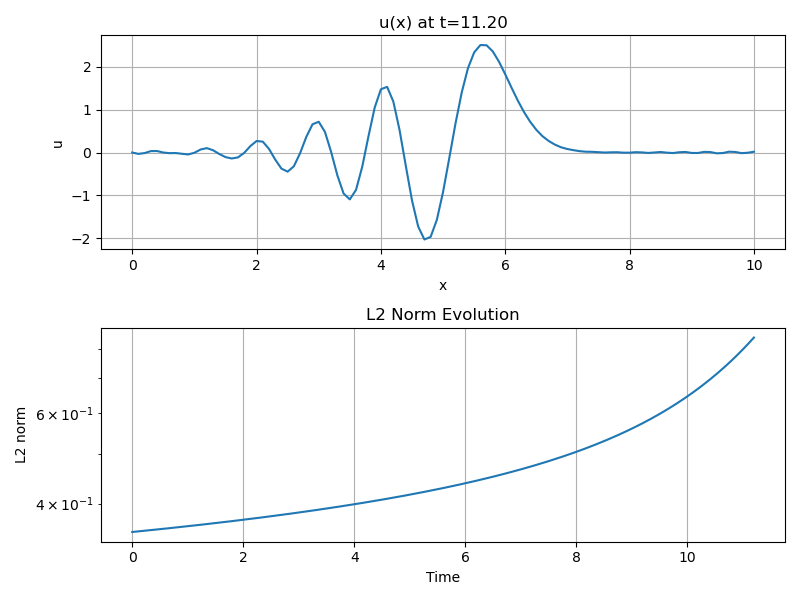 u(x) at t=11.20
2
1
0
−1
−2
u
0 2 4 6 8 10
x
L2 Norm Evolution
6 × 10⁻¹
4 × 10⁻¹
L2 norm
0 2 4 6 8 10
Time